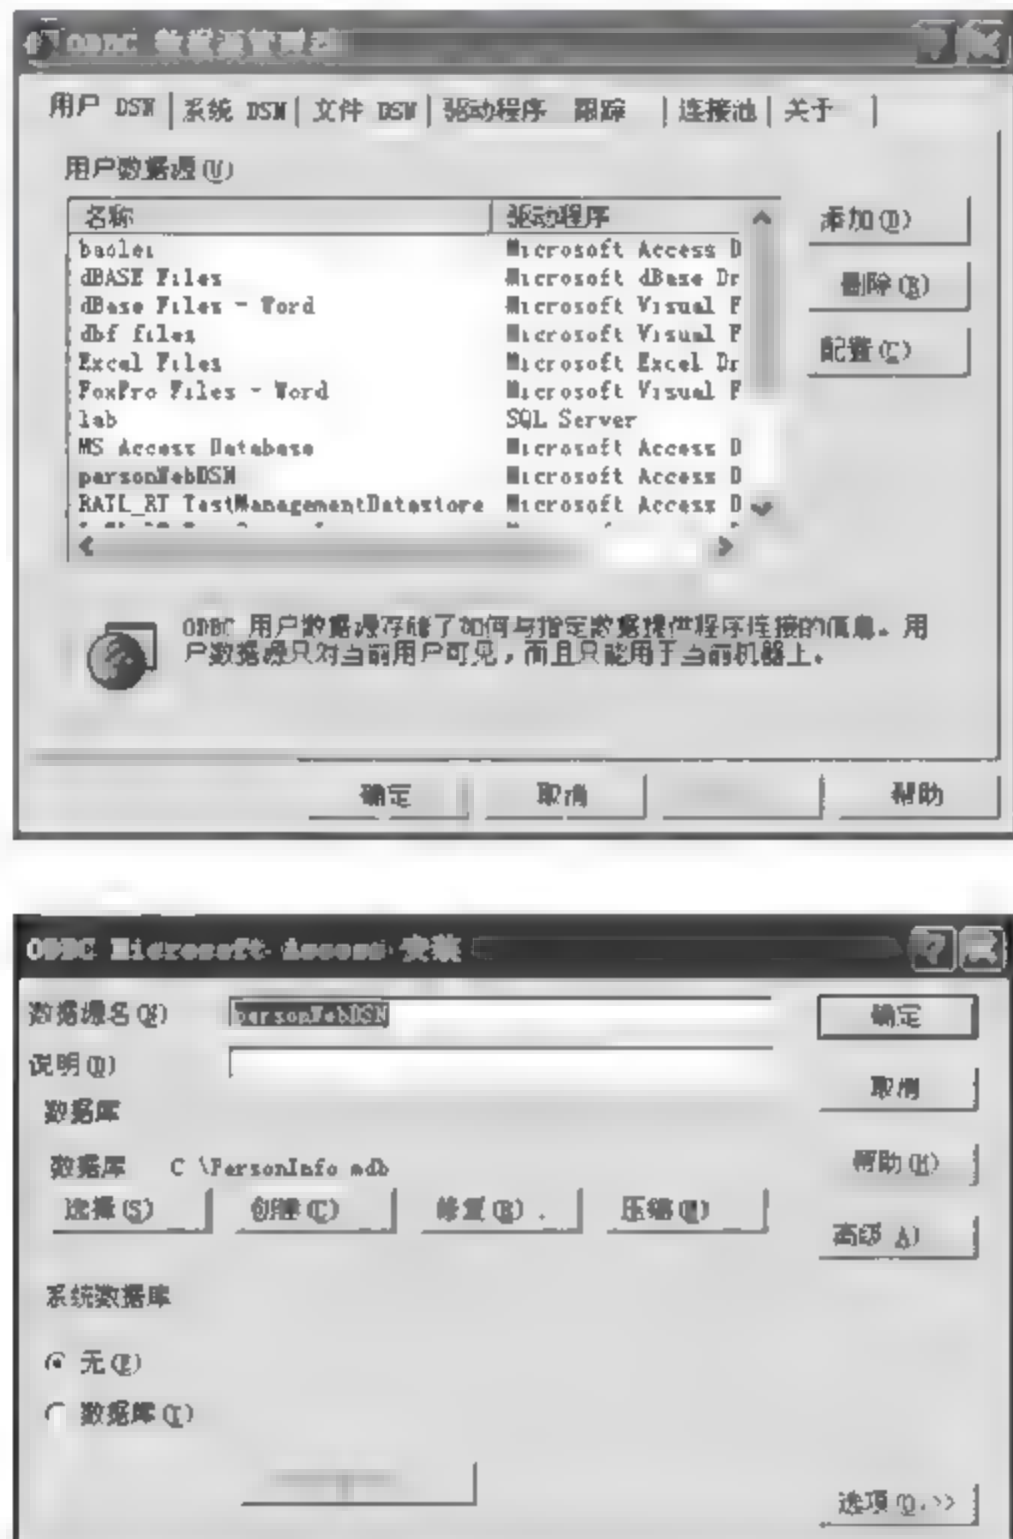 ODBC 数据源管理器
用户 DSN 系统 DSN 文件 DSN 驱动程序 跟踪 连接池 关于
用户数据源(U)
名称 驱动程序 添加(D)
baolei Microsoft Access D
dBASE Files Microsoft dBase Dr
删除(R)
dBase Files - Word Microsoft Visual F
dbf files Microsoft Visual F
配置(C)
Excel Files Microsoft Excel Dr
FoxPro Files - Word Microsoft Visual F
lab SQL Server
MS Access Database Microsoft Access D
personWebDSN Microsoft Access D
RAIL_RT TestManagementDatastore Microsoft Access D
ODBC 用户数据源存储了如何与指定数据提供程序连接的信息。用
户数据源只对当前用户可见,而且只能用于当前机器上。
确定 取消 帮助
ODBC Microsoft Access 安装
数据源名(N) personWebDSN 确定
说明(D)
取消
数据库
数据库 C \PersonInfo mdb 帮助(H)
选择(S) 创建(C) 修复(R) . 压缩(M)
高级 A)
系统数据库
无(E)
数据库(T)
选项(O.>>